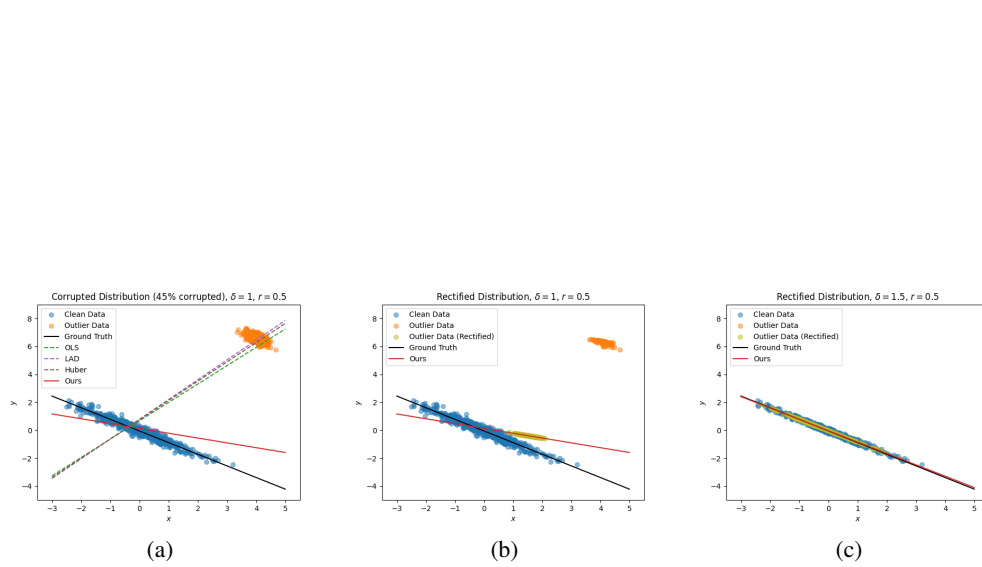 Corrupted Distribution (45% corrupted), δ = 1, r = 0.5
Clean Data
Outlier Data
Ground Truth
OLS
LAD
Huber
Ours
8
6
4
2
0
−2
−4
y
−3 −2 −1 0 1 2 3 4 5
x
(a)
Rectified Distribution, δ = 1, r = 0.5
Clean Data
Outlier Data
Outlier Data (Rectified)
Ground Truth
Ours
8
6
4
2
0
−2
−4
y
−3 −2 −1 0 1 2 3 4 5
x
(b)
Rectified Distribution, δ = 1.5, r = 0.5
Clean Data
Outlier Data
Outlier Data (Rectified)
Ground Truth
Ours
8
6
4
2
0
−2
−4
y
−3 −2 −1 0 1 2 3 4 5
x
(c)